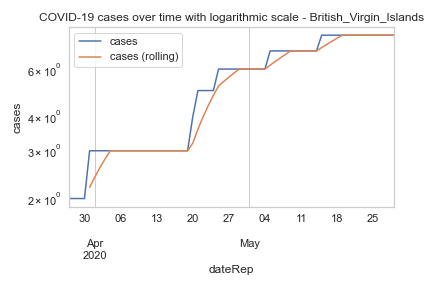 COVID-19 cases over time with logarithmic scale - British_Virgin_Islands
cases
cases (rolling)
6 × 10⁰
4 × 10⁰
3 × 10⁰
2 × 10⁰
cases
30 06 13 20 27 04 11 18 25
Apr May
2020
dateRep